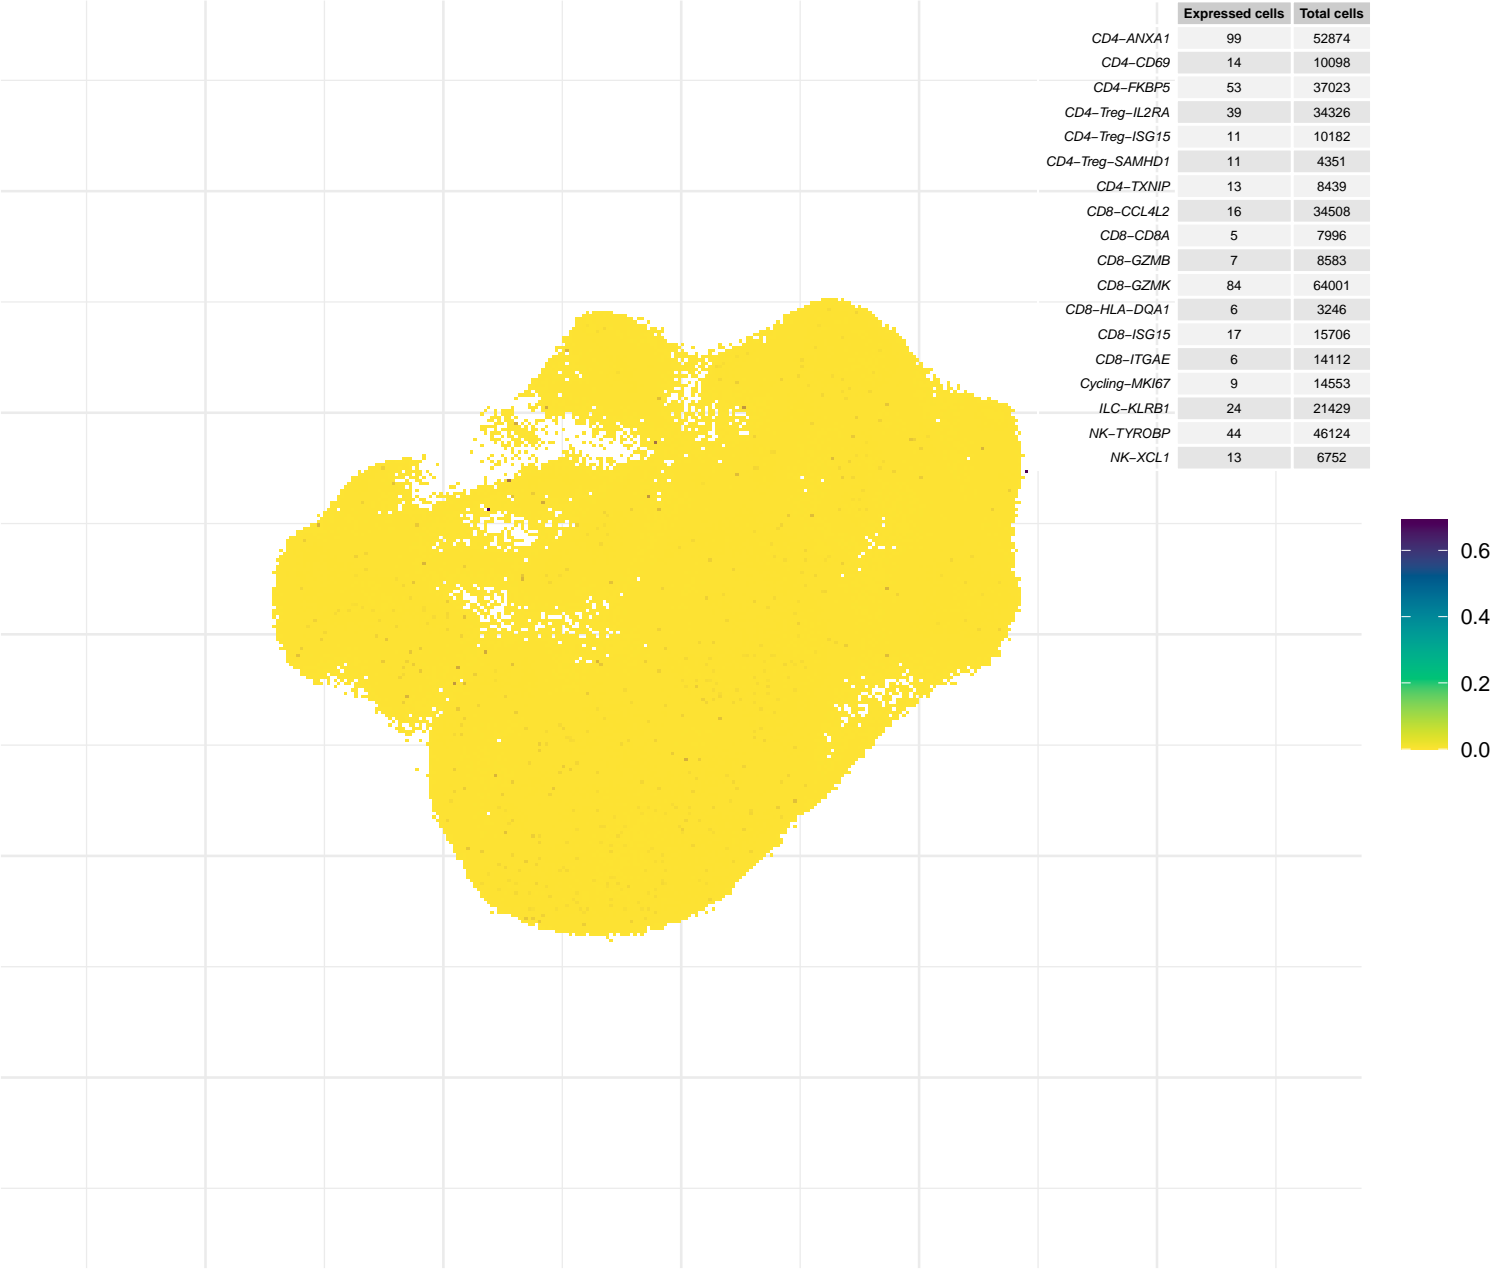 Expressed cells Total cells
CD4−ANXA1 99 52874
CD4−CD69 14 10098
CD4−FKBP5 53 37023
CD4−Treg−IL2RA 39 34326
CD4−Treg−ISG15 11 10182
CD4−Treg−SAMHD1 11 4351
CD4−TXNIP 13 8439
CD8−CCL4L2 16 34508
CD8−CD8A 5 7996
CD8−GZMB 7 8583
CD8−GZMK 84 64001
CD8−HLA−DQA1 6 3246
CD8−ISG15 17 15706
CD8−ITGAE 6 14112
Cycling−MKI67 9 14553
ILC−KLRB1 24 21429
NK−TYROBP 44 46124
NK−XCL1 13 6752
0.6
0.4
0.2
0.0